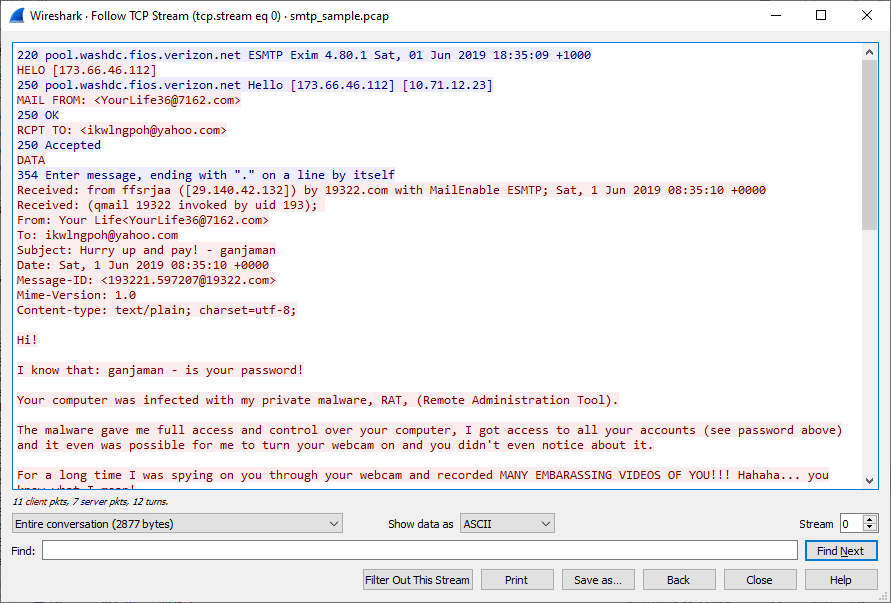 Wireshark · Follow TCP Stream (tcp.stream eq 0) · smtp_sample.pcap
220 pool.washdc.fios.verizon.net ESMTP Exim 4.80.1 Sat, 01 Jun 2019 18:35:09 +1000
HELO [173.66.46.112]
250 pool.washdc.fios.verizon.net Hello [173.66.46.112] [10.71.12.23]
MAIL FROM: <YourLife36@7162.com>
250 OK
RCPT TO: <ikwlngpoh@yahoo.com>
250 Accepted
DATA
354 Enter message, ending with "." on a line by itself
Received: from ffsrjaa ([29.140.42.132]) by 19322.com with MailEnable ESMTP; Sat, 1 Jun 2019 08:35:10 +0000
Received: (qmail 19322 invoked by uid 193);
From: Your Life<YourLife36@7162.com>
To: ikwlngpoh@yahoo.com
Subject: Hurry up and pay! - ganjaman
Date: Sat, 1 Jun 2019 08:35:10 +0000
Message-ID: <193221.597207@19322.com>
Mime-Version: 1.0
Content-type: text/plain; charset=utf-8;
Hi!
I know that: ganjaman - is your password!
Your computer was infected with my private malware, RAT, (Remote Administration Tool).
The malware gave me full access and control over your computer, I got access to all your accounts (see password above)
and it even was possible for me to turn your webcam on and you didn't even notice about it.
For a long time I was spying on you through your webcam and recorded MANY EMBARASSING VIDEOS OF YOU!!! Hahaha... you
know what I mean!
11 client pkts, 7 server pkts, 12 turns.
Entire conversation (2877 bytes) Show data as ASCII Stream 0
Find: Find Next
Filter Out This Stream Print Save as... Back Close Help